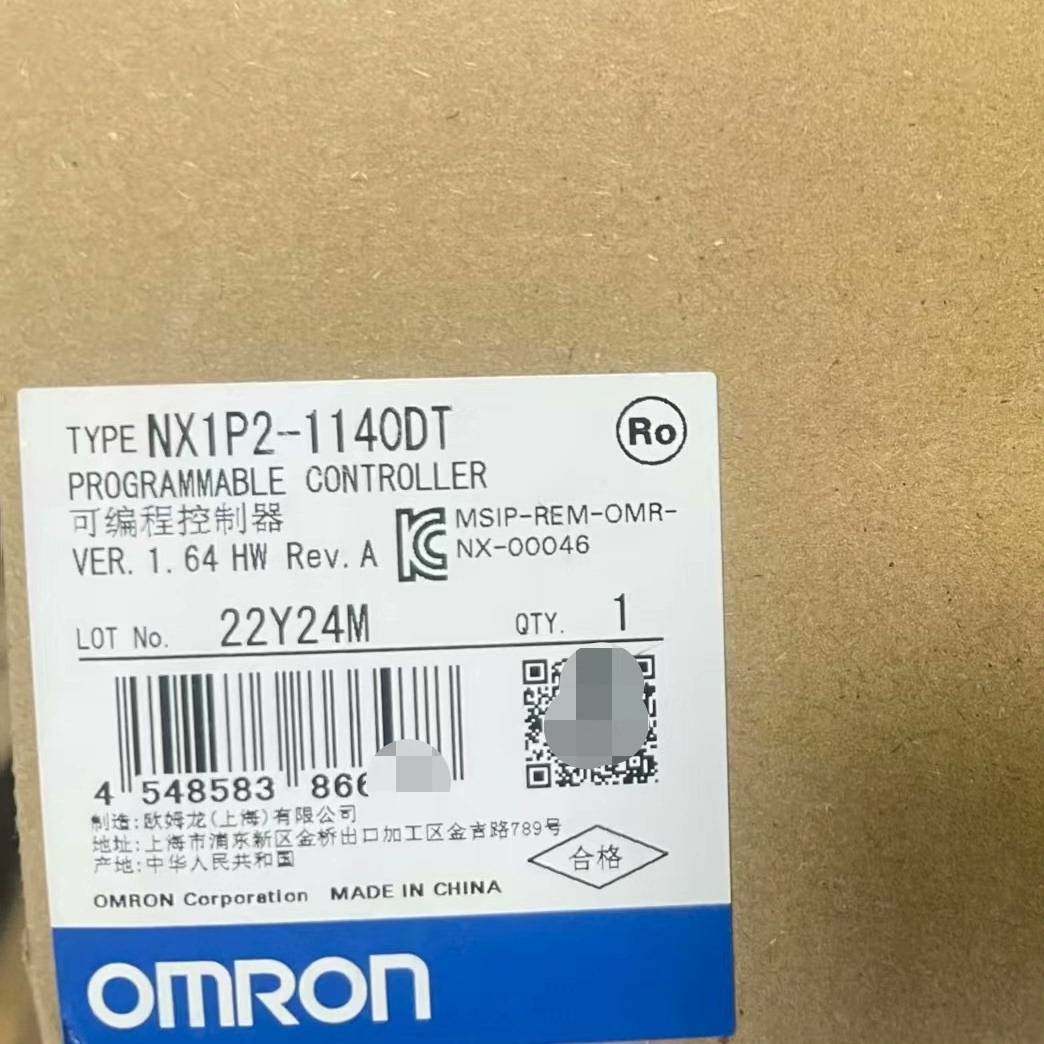 TYPE NX1P2-1140DT
Ro
PROGRAMMABLE CONTROLLER
可编程控制器
MSIP-REM-OMR-
NX-00046
VER. 1.64 HW Rev. A
LOT No. 22Y24M
QTY. 1
4 548583 866
制造:欧姆龙(上海)有限公司
地址:上海市浦东新区金桥出口加工区金吉路789号
产地:中华人民共和国
合格
OMRON Corporation MADE IN CHINA
OMRON